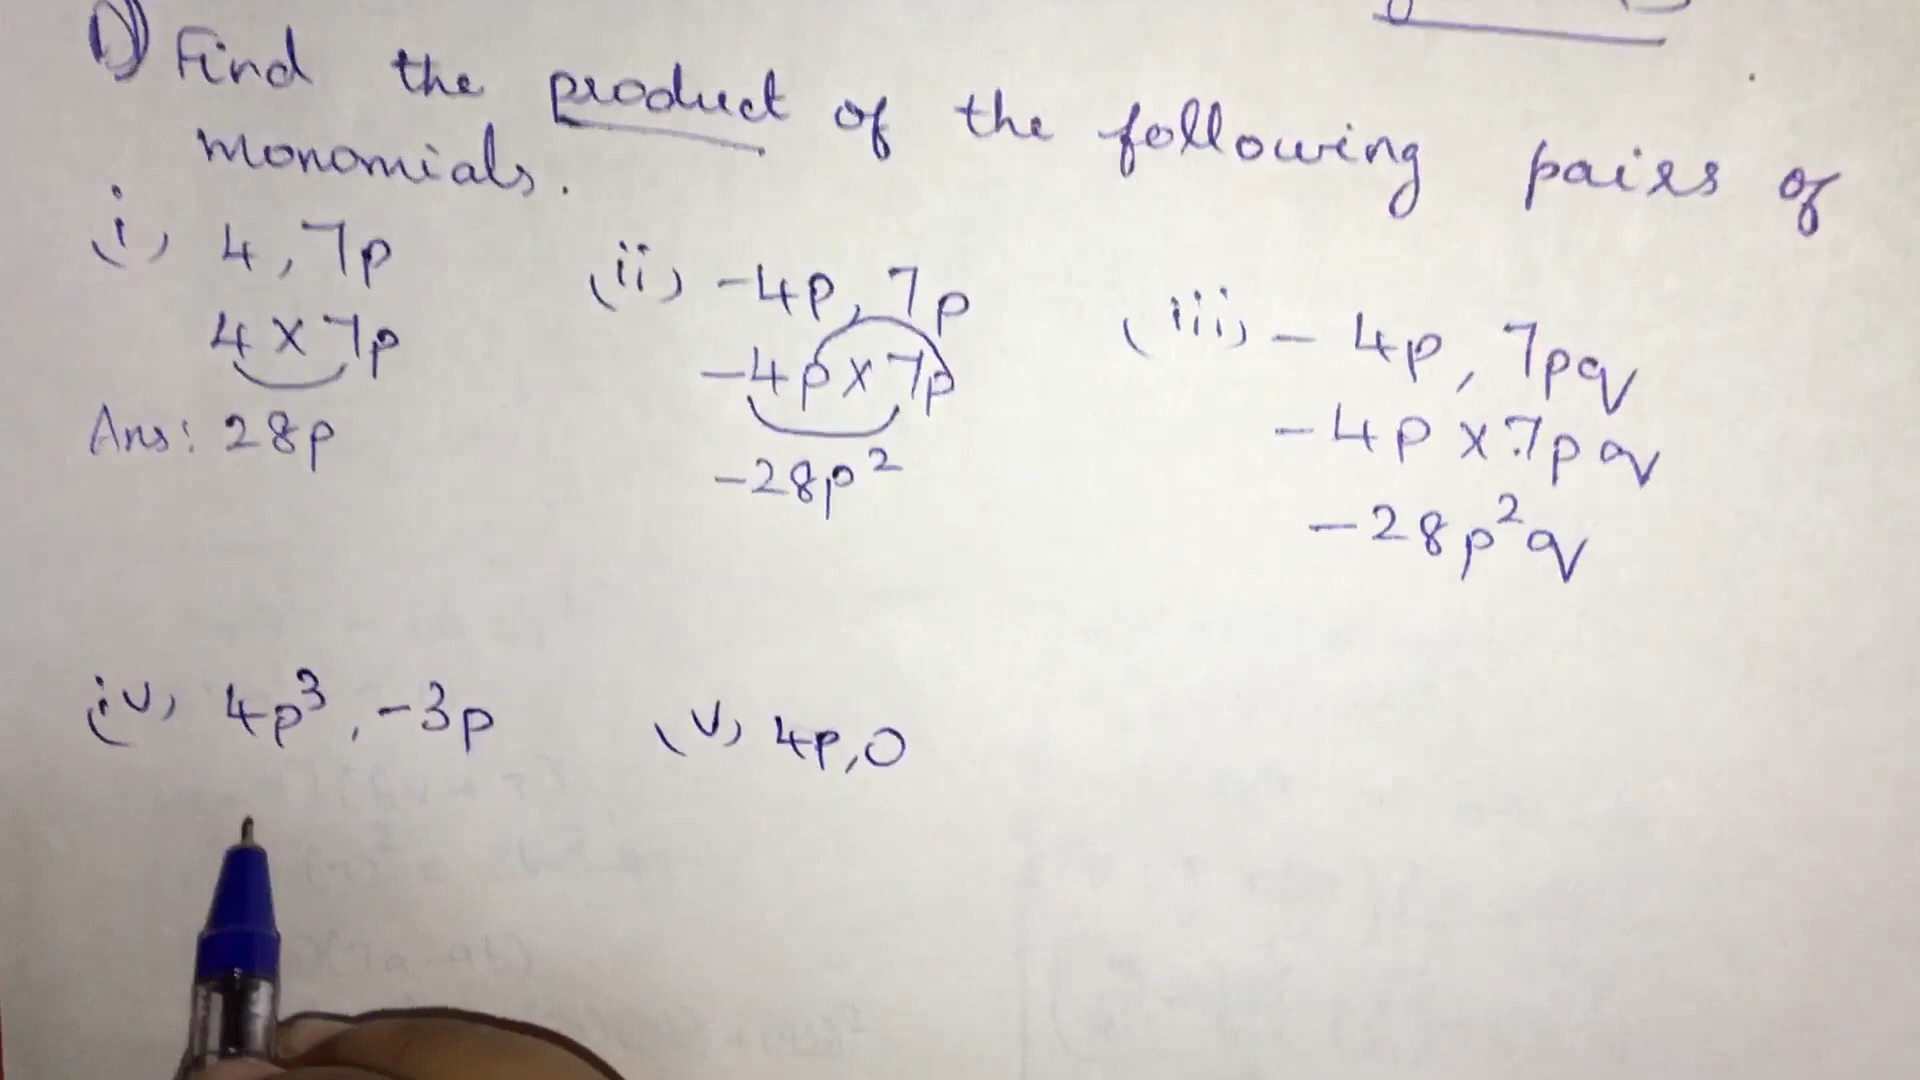 1) Find the product of the following pairs of
monomials.
(i) 4, 7p
4 × 7p
Ans: 28p
(ii) -4p, 7p
-4p × 7p
-28p²
(iii) - 4p, 7pq
-4p × 7pq
-28p²q
(iv) 4p³, -3p
(v) 4p, 0